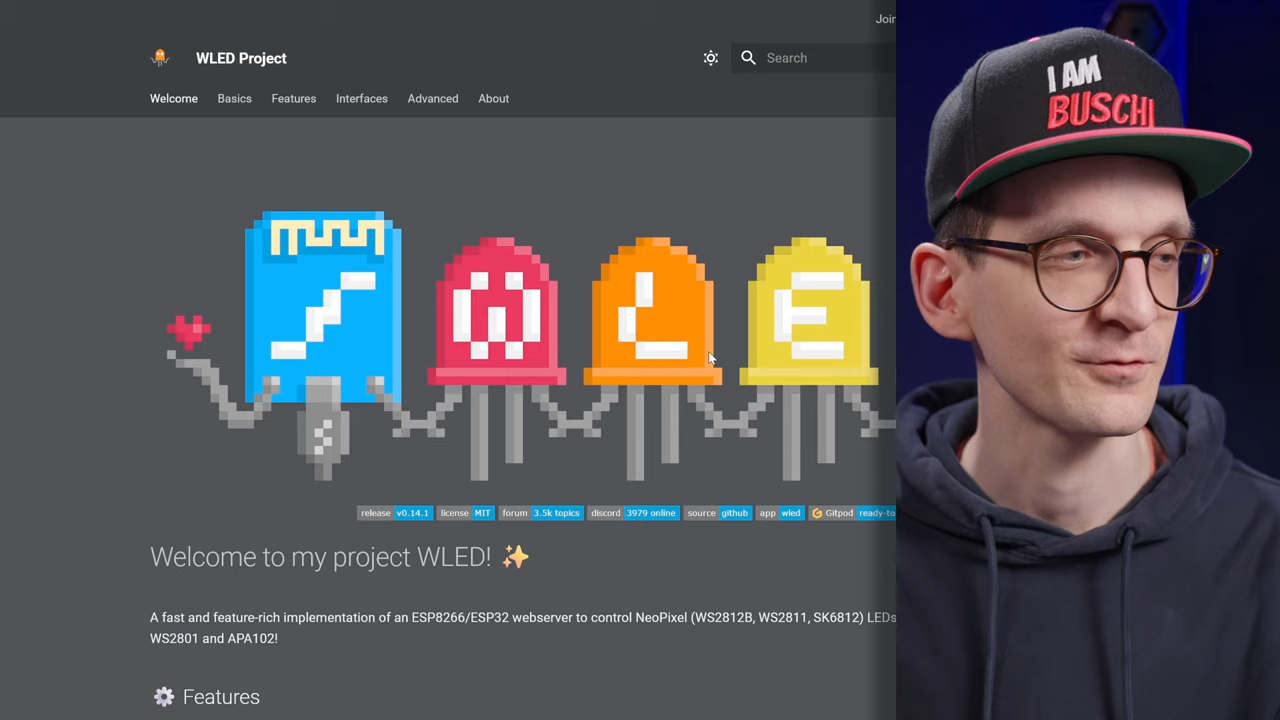 Join
WLED Project
Search
Welcome Basics Features Interfaces Advanced About
I AM
BUSCHI
W L E
release v0.14.1 license MIT forum 3.5k topics discord 3979 online source github app wled Gitpod ready-to
Welcome to my project WLED! ✨
A fast and feature-rich implementation of an ESP8266/ESP32 webserver to control NeoPixel (WS2812B, WS2811, SK6812) LEDs
WS2801 and APA102!
Features